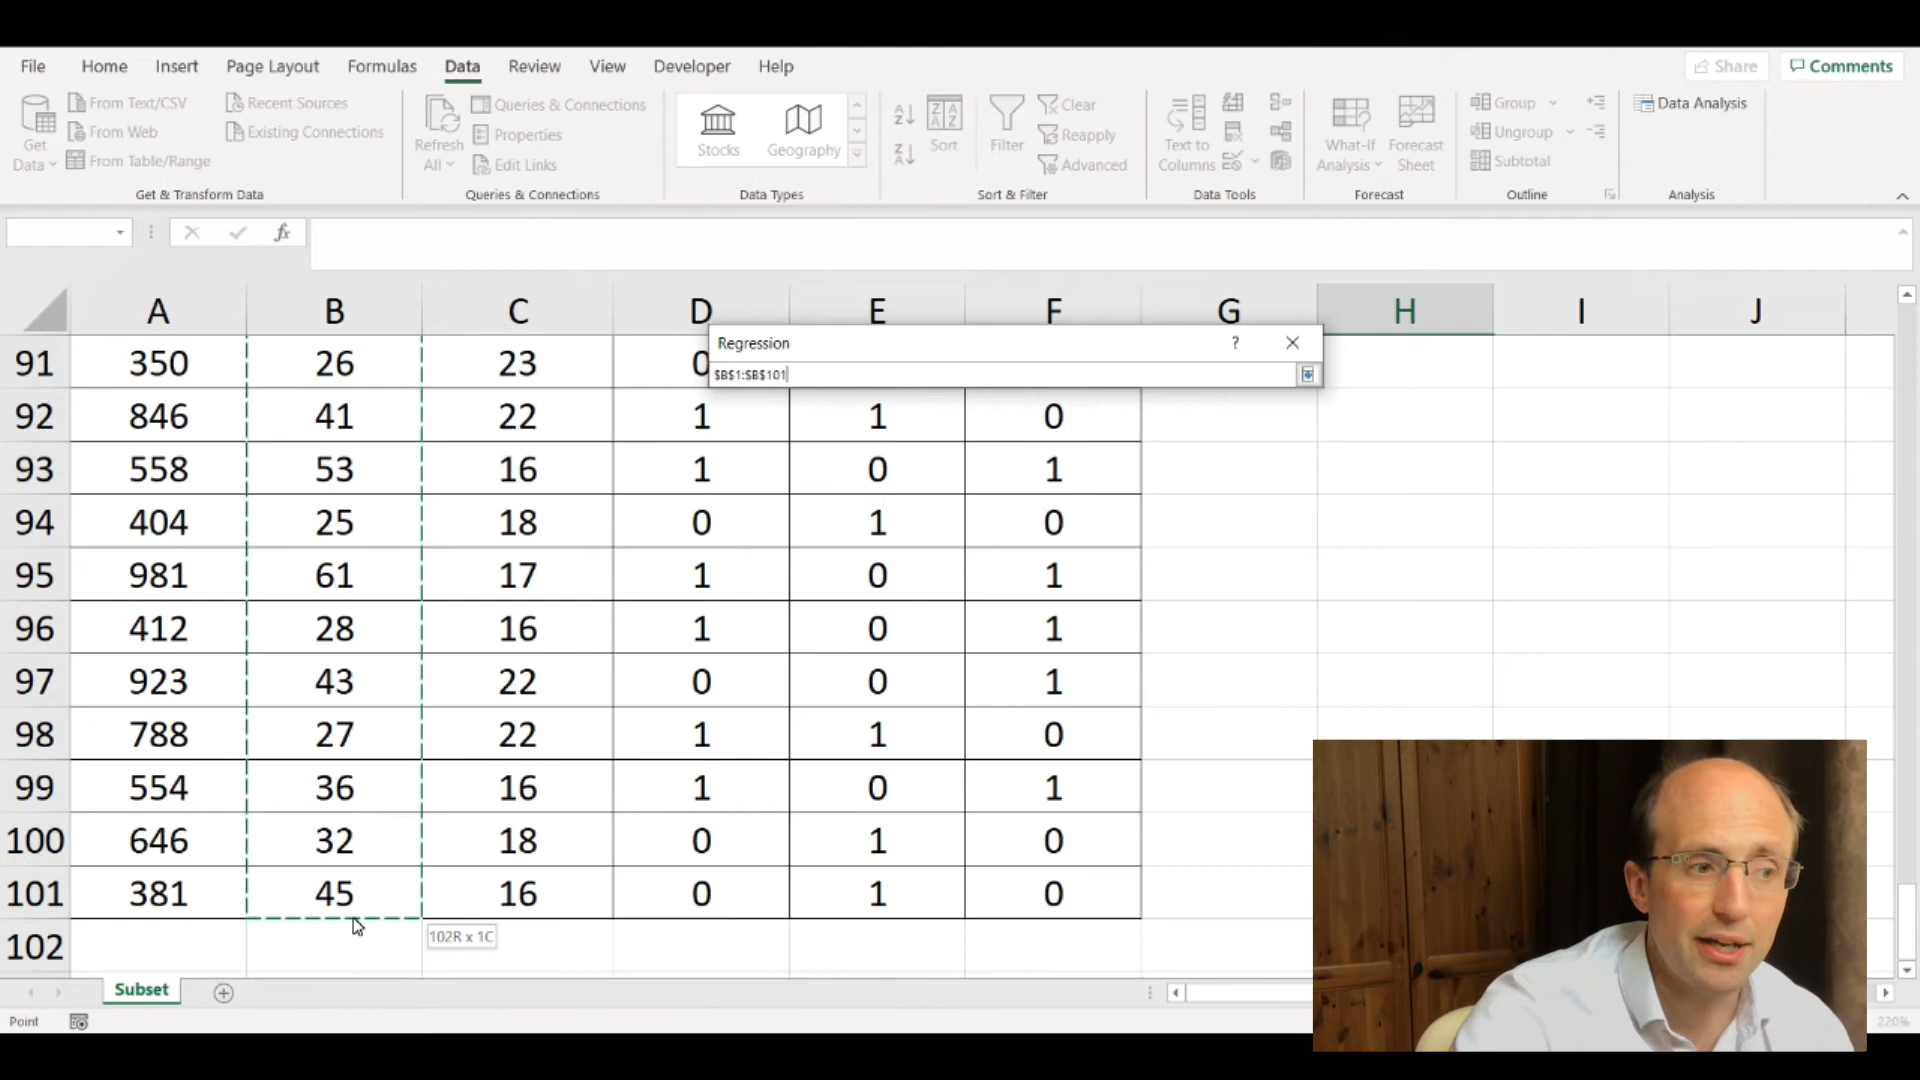 File Home Insert Page Layout Formulas Data Review View Developer Help Share Comments
Get Data
From Text/CSV
From Web
From Table/Range
Recent Sources
Existing Connections
Get & Transform Data
Refresh All
Queries & Connections
Properties
Edit Links
Queries & Connections
Stocks Geography
Data Types
Sort
Filter
Clear
Reapply
Advanced
Sort & Filter
Text to Columns
Data Tools
What-If Analysis
Forecast Sheet
Forecast
Group
Ungroup
Subtotal
Outline
Data Analysis
Analysis
fx
A B C D E F G H I J
Regression ?
$B$1:$B$101
91 350 26 23 0
92 846 41 22 1 1 0
93 558 53 16 1 0 1
94 404 25 18 0 1 0
95 981 61 17 1 0 1
96 412 28 16 1 0 1
97 923 43 22 0 0 1
98 788 27 22 1 1 0
99 554 36 16 1 0 1
100 646 32 18 0 1 0
101 381 45 16 0 1 0
102
102R x 1C
Subset
Point
220%